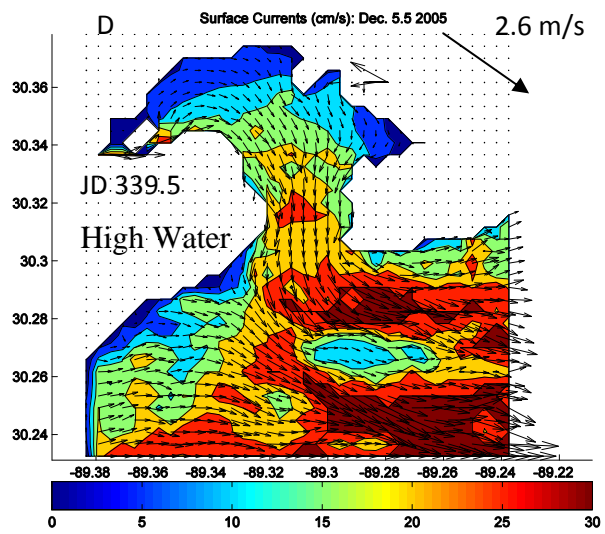 D
Surface Currents (cm/s): Dec. 5.5 2005
2.6 m/s
30.36
30.34
JD 339.5
30.32
High Water
30.3
30.28
30.26
30.24
-89.38 -89.36 -89.34 -89.32 -89.3 -89.28 -89.26 -89.24 -89.22
0 5 10 15 20 25 30